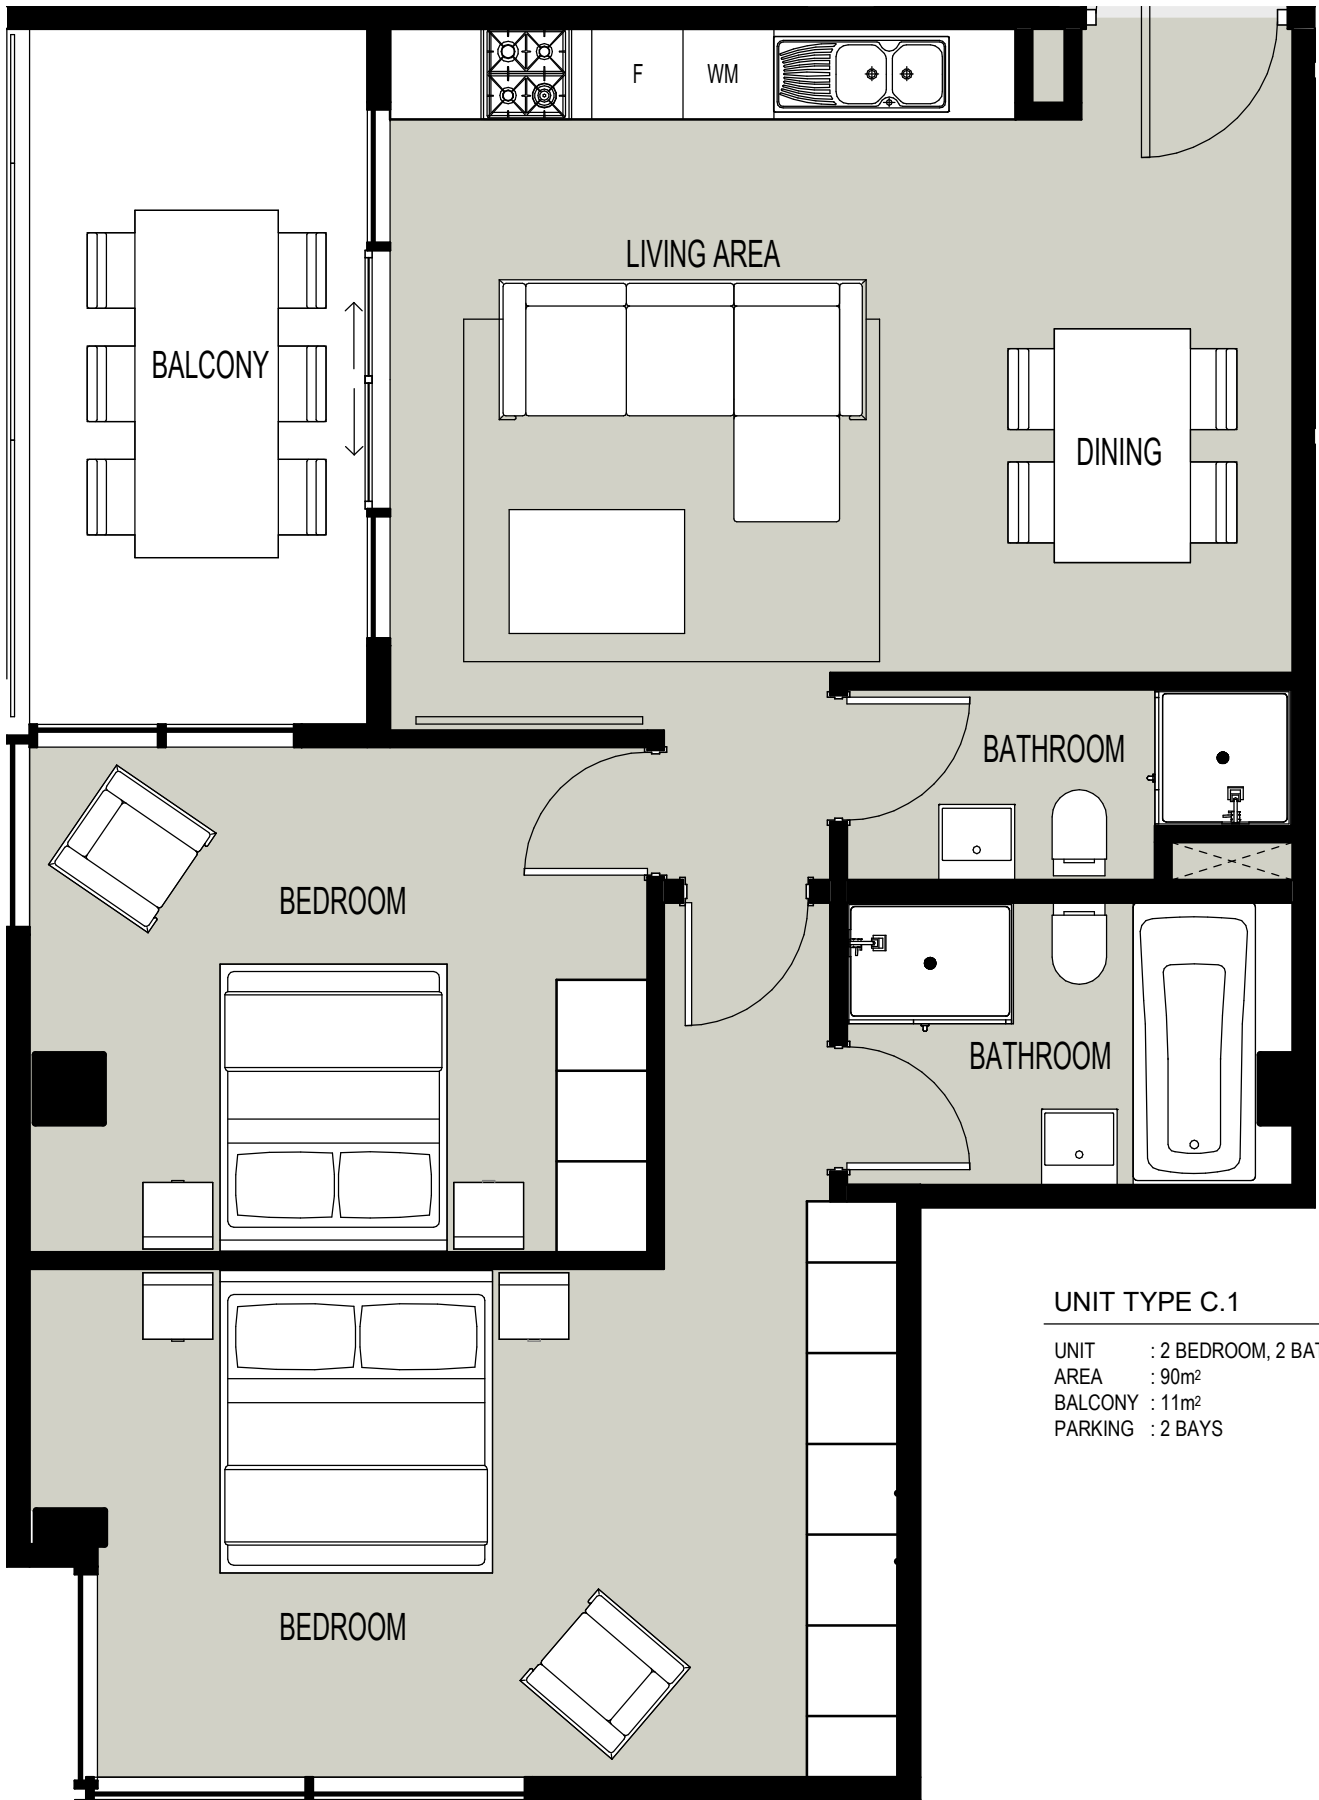 F
WM
LIVING AREA
BALCONY
DINING
BATHROOM
BEDROOM
BATHROOM
UNIT TYPE C.1
UNIT : 2 BEDROOM, 2 BAT
AREA : 90m²
BALCONY : 11m²
PARKING : 2 BAYS
BEDROOM